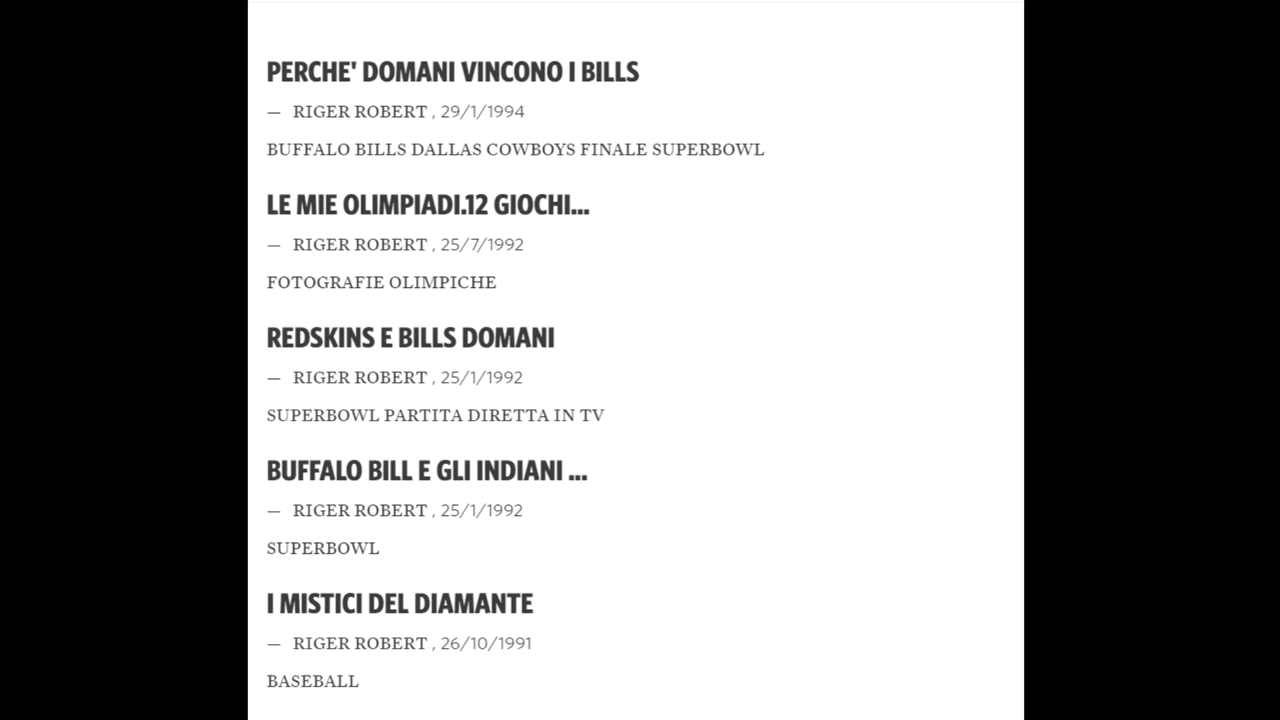 PERCHE' DOMANI VINCONO I BILLS
— RIGER ROBERT , 29/1/1994
BUFFALO BILLS DALLAS COWBOYS FINALE SUPERBOWL
LE MIE OLIMPIADI.12 GIOCHI...
— RIGER ROBERT , 25/7/1992
FOTOGRAFIE OLIMPICHE
REDSKINS E BILLS DOMANI
— RIGER ROBERT , 25/1/1992
SUPERBOWL PARTITA DIRETTA IN TV
BUFFALO BILL E GLI INDIANI ...
— RIGER ROBERT , 25/1/1992
SUPERBOWL
I MISTICI DEL DIAMANTE
— RIGER ROBERT , 26/10/1991
BASEBALL